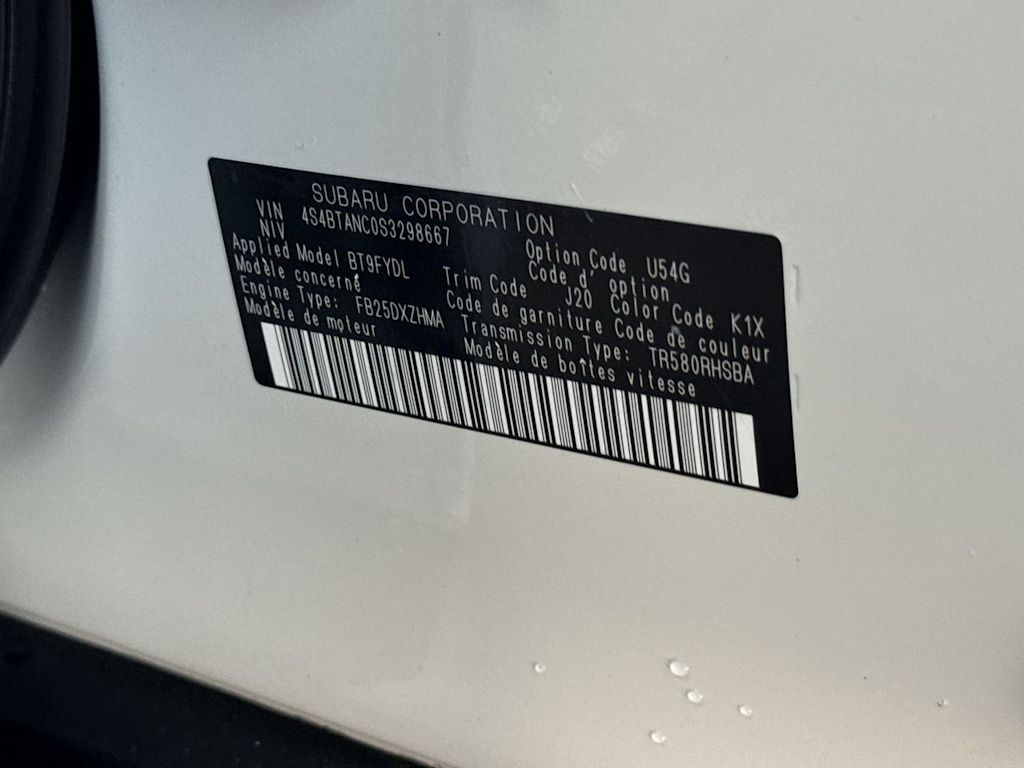 SUBARU CORPORATION
VIN 4S4BTANC0S3298667 Option Code U54G
NIV Code d' option
Applied Model BT9FYDL Trim Code J20 Color Code K1X
Modèle concerné Code de garniture Code de couleur
Engine Type: FB25DXZHMA Transmission Type: TR580RHSBA
Modèle de moteur Modèle de boîtes vitesse